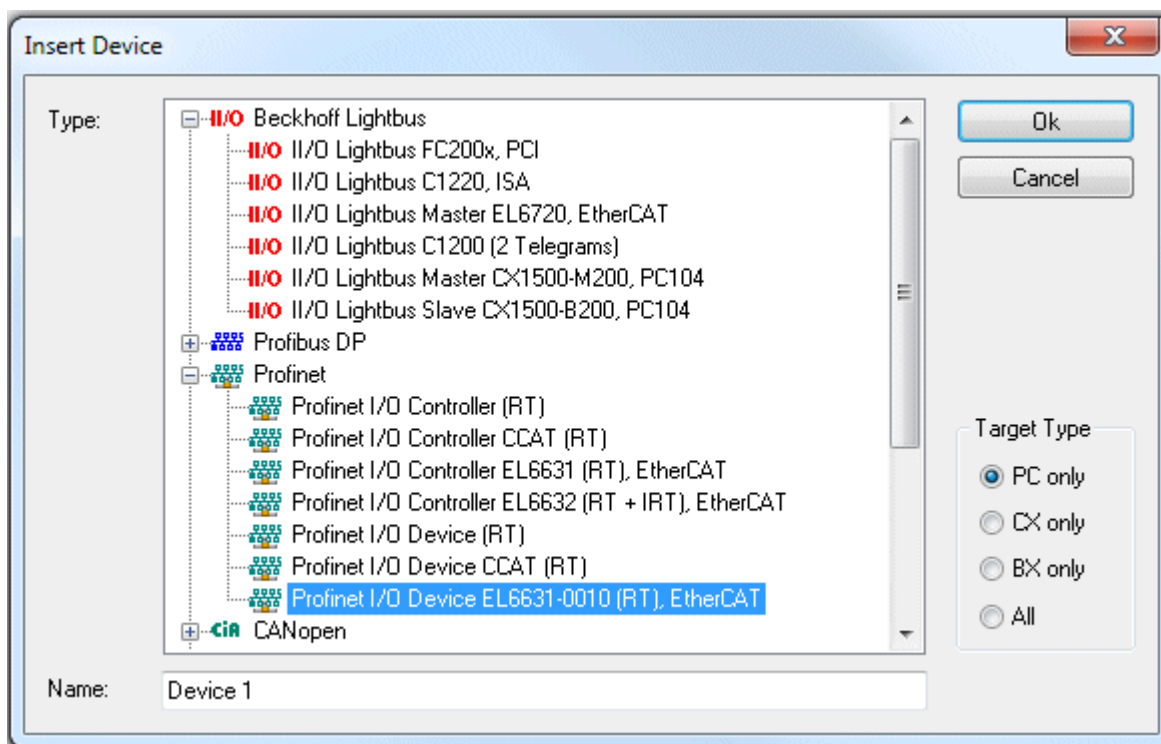 Insert Device
Type:
II/O Beckhoff Lightbus
II/O II/O Lightbus FC200x, PCI
II/O II/O Lightbus C1220, ISA
II/O II/O Lightbus Master EL6720, EtherCAT
II/O II/O Lightbus C1200 (2 Telegrams)
II/O II/O Lightbus Master CX1500-M200, PC104
II/O II/O Lightbus Slave CX1500-B200, PC104
Profibus DP
Profinet
Profinet I/O Controller (RT)
Profinet I/O Controller CCAT (RT)
Profinet I/O Controller EL6631 (RT), EtherCAT
Profinet I/O Controller EL6632 (RT + IRT), EtherCAT
Profinet I/O Device (RT)
Profinet I/O Device CCAT (RT)
Profinet I/O Device EL6631-0010 (RT), EtherCAT
CiA CANopen
Ok
Cancel
Target Type
PC only
CX only
BX only
All
Name:
Device 1